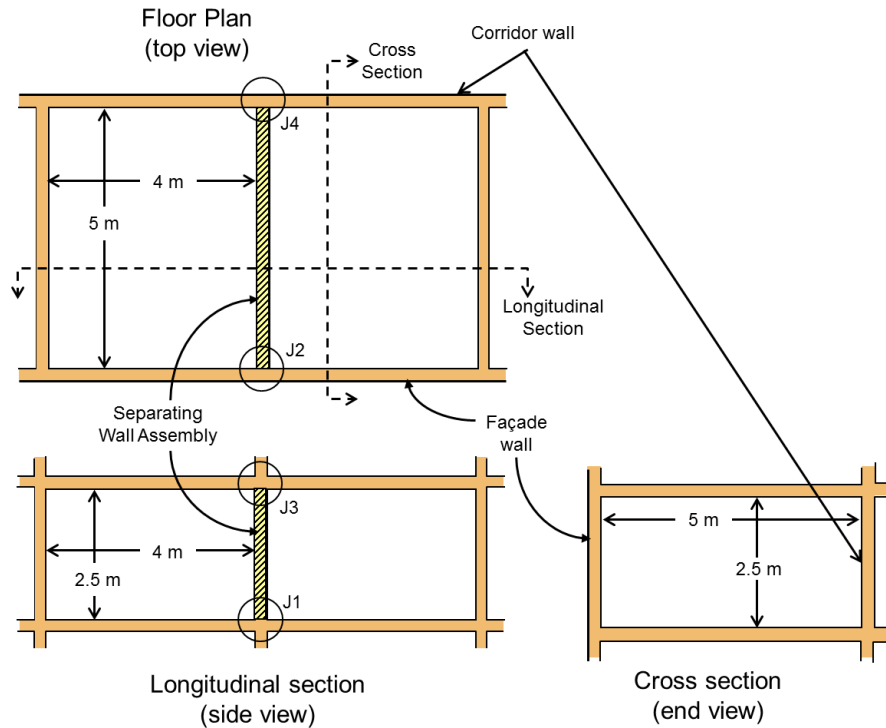 Floor Plan
(top view)
Cross
Section
Corridor wall
J4
4 m
5 m
Longitudinal
Section
J2
Separating
Wall Assembly
Façade
wall
J3
4 m
2.5 m
J1
5 m
2.5 m
Longitudinal section
(side view)
Cross section
(end view)